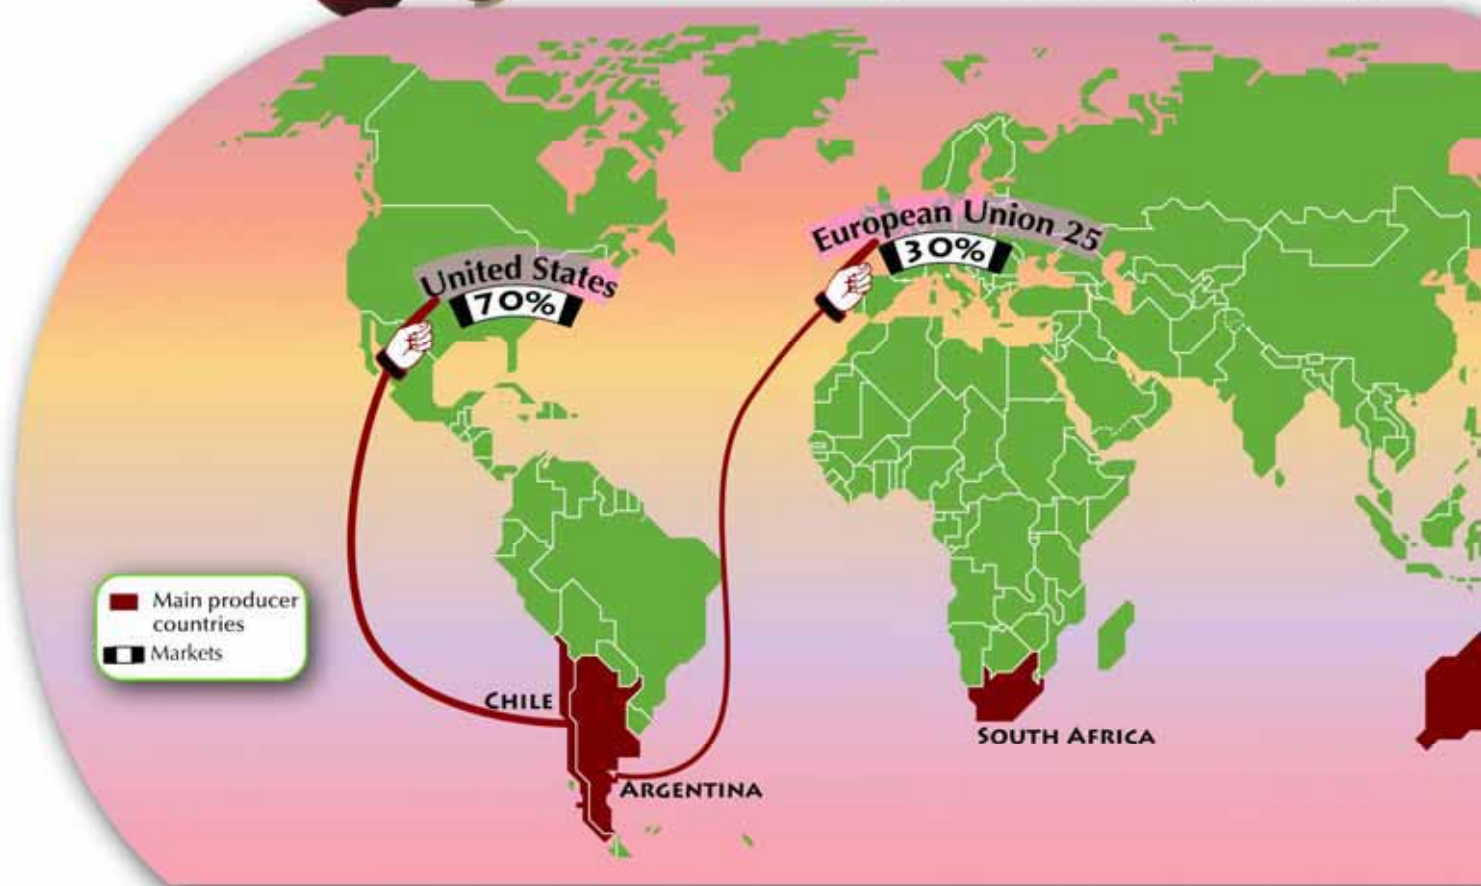 European Union 25
30%
United States
70%
Main producer
countries
Markets
CHILE
SOUTH AFRICA
ARGENTINA